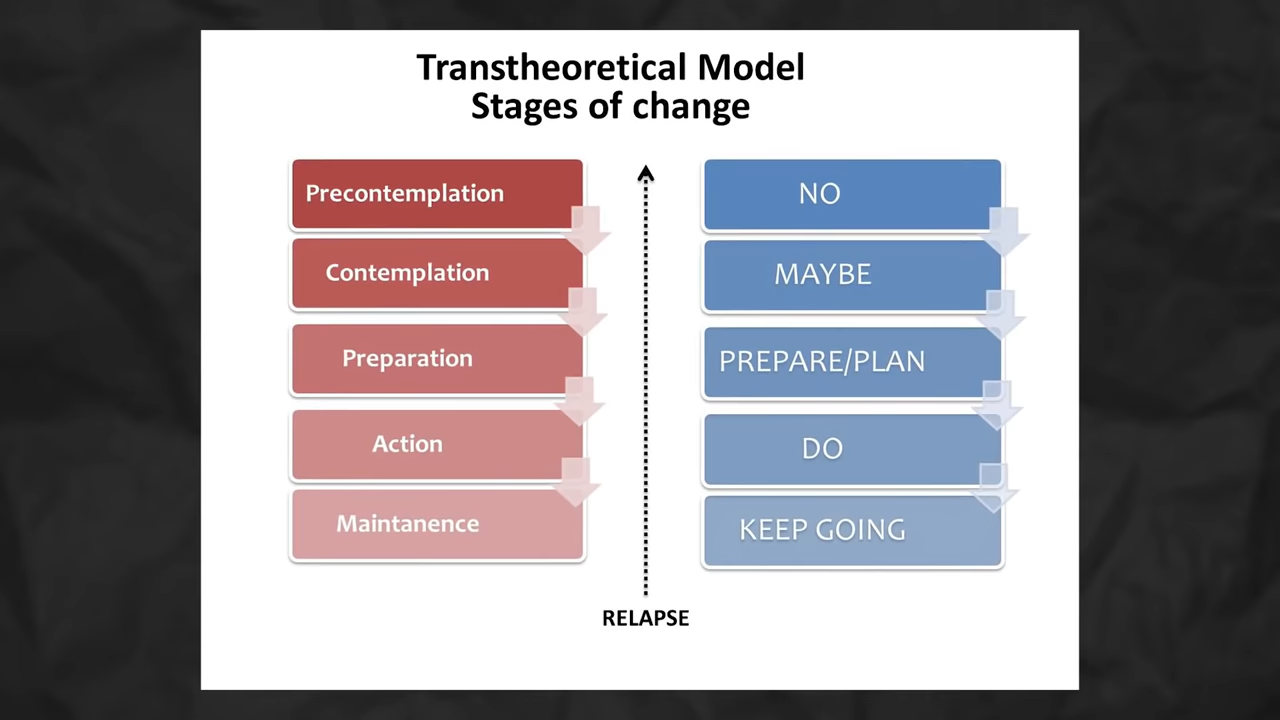 Transtheoretical Model
Stages of change
Precontemplation
Contemplation
Preparation
Action
Maintanence
NO
MAYBE
PREPARE/PLAN
DO
KEEP GOING
RELAPSE